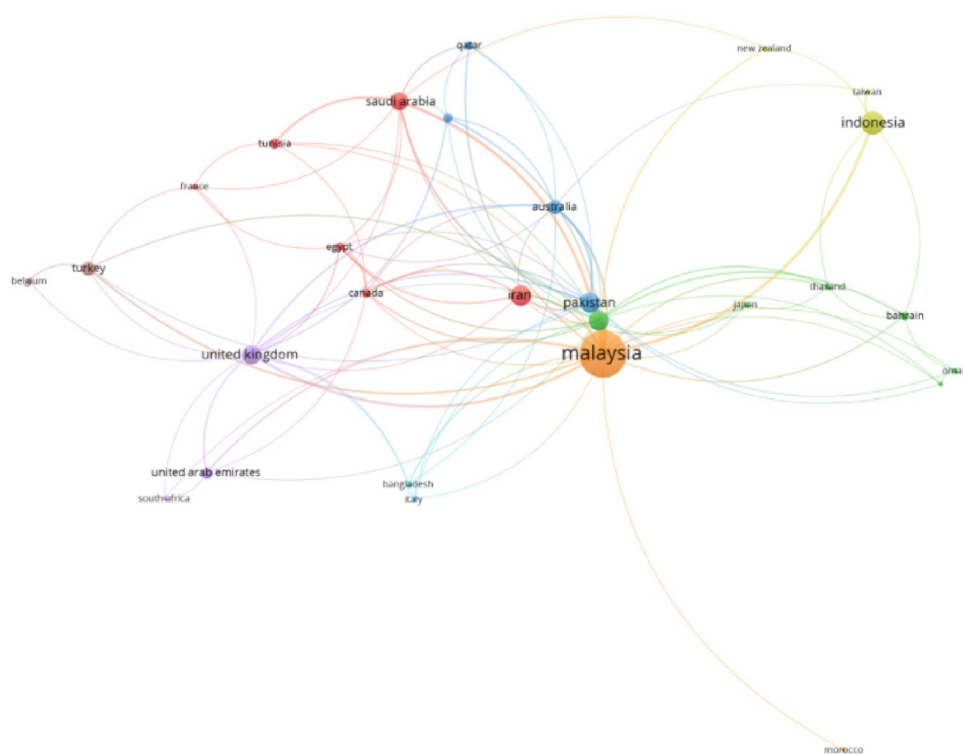 qatar
new zealand
taiwan
saudi arabia
indonesia
tunisia
france
australia
egypt
turkey
belgium
canada
iran
pakistan
thailand
japan
bahrain
united kingdom
malaysia
oman
united arab emirates
south africa
bangladesh
italy
morocco